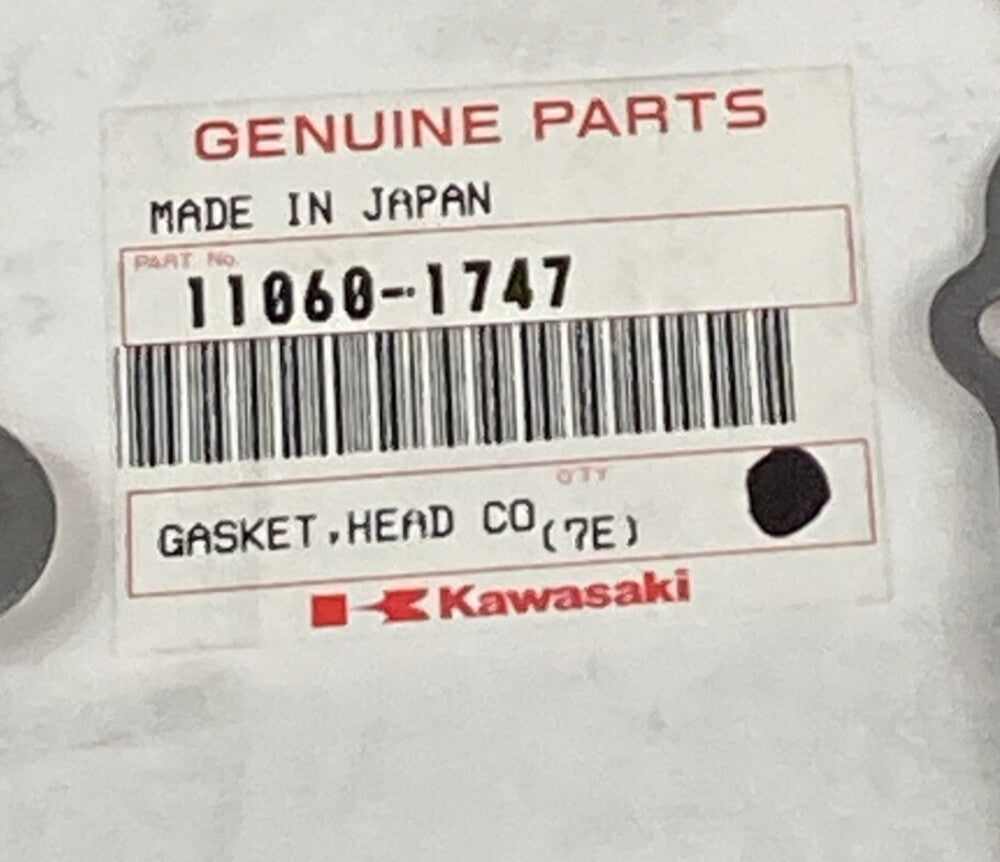 GENUINE PARTS
MADE IN JAPAN
PART No.
11060-1747
QTY
GASKET,HEAD CO(7E)
Kawasaki